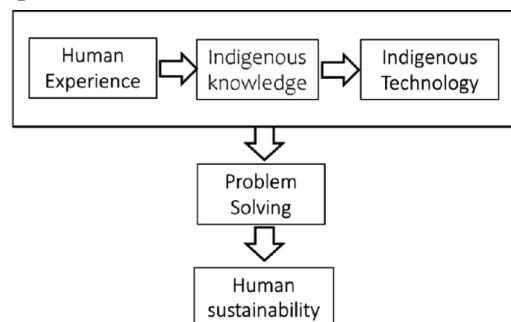 Human
Experience
Indigenous
knowledge
Indigenous
Technology
Problem
Solving
Human
sustainability